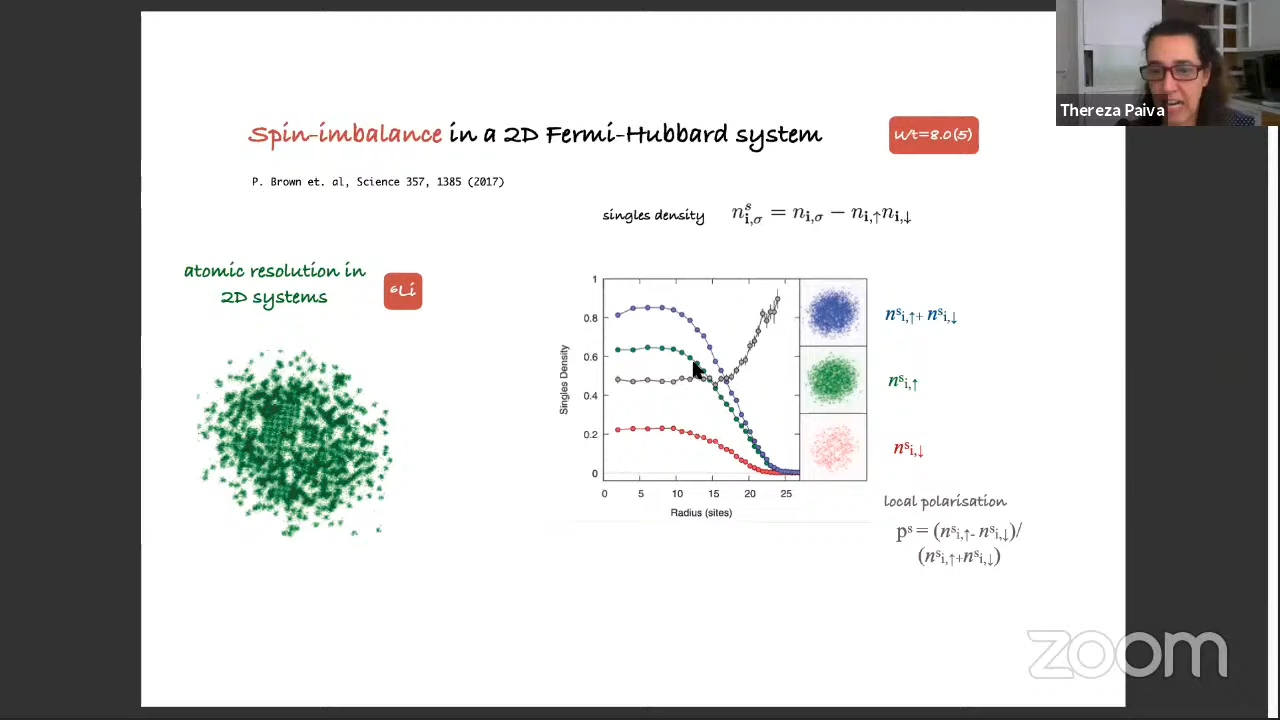 Thereza Paiva
Spin-imbalance in a 2D Fermi-Hubbard system
U/t=8.0(5)
P. Brown et. al, Science 357, 1385 (2017)
singles density n^s_{i,σ} = n_{i,σ} − n_{i,↑}n_{i,↓}
atomic resolution in
2D systems
⁶Li
1
0.8
0.6
0.4
0.2
0
Singles Density
0 5 10 15 20 25
Radius (sites)
n^s_{i,↑}+ n^s_{i,↓}
n^s_{i,↑}
n^s_{i,↓}
local polarisation
p^s = (n^s_{i,↑}- n^s_{i,↓})/
(n^s_{i,↑}+n^s_{i,↓})
zoom